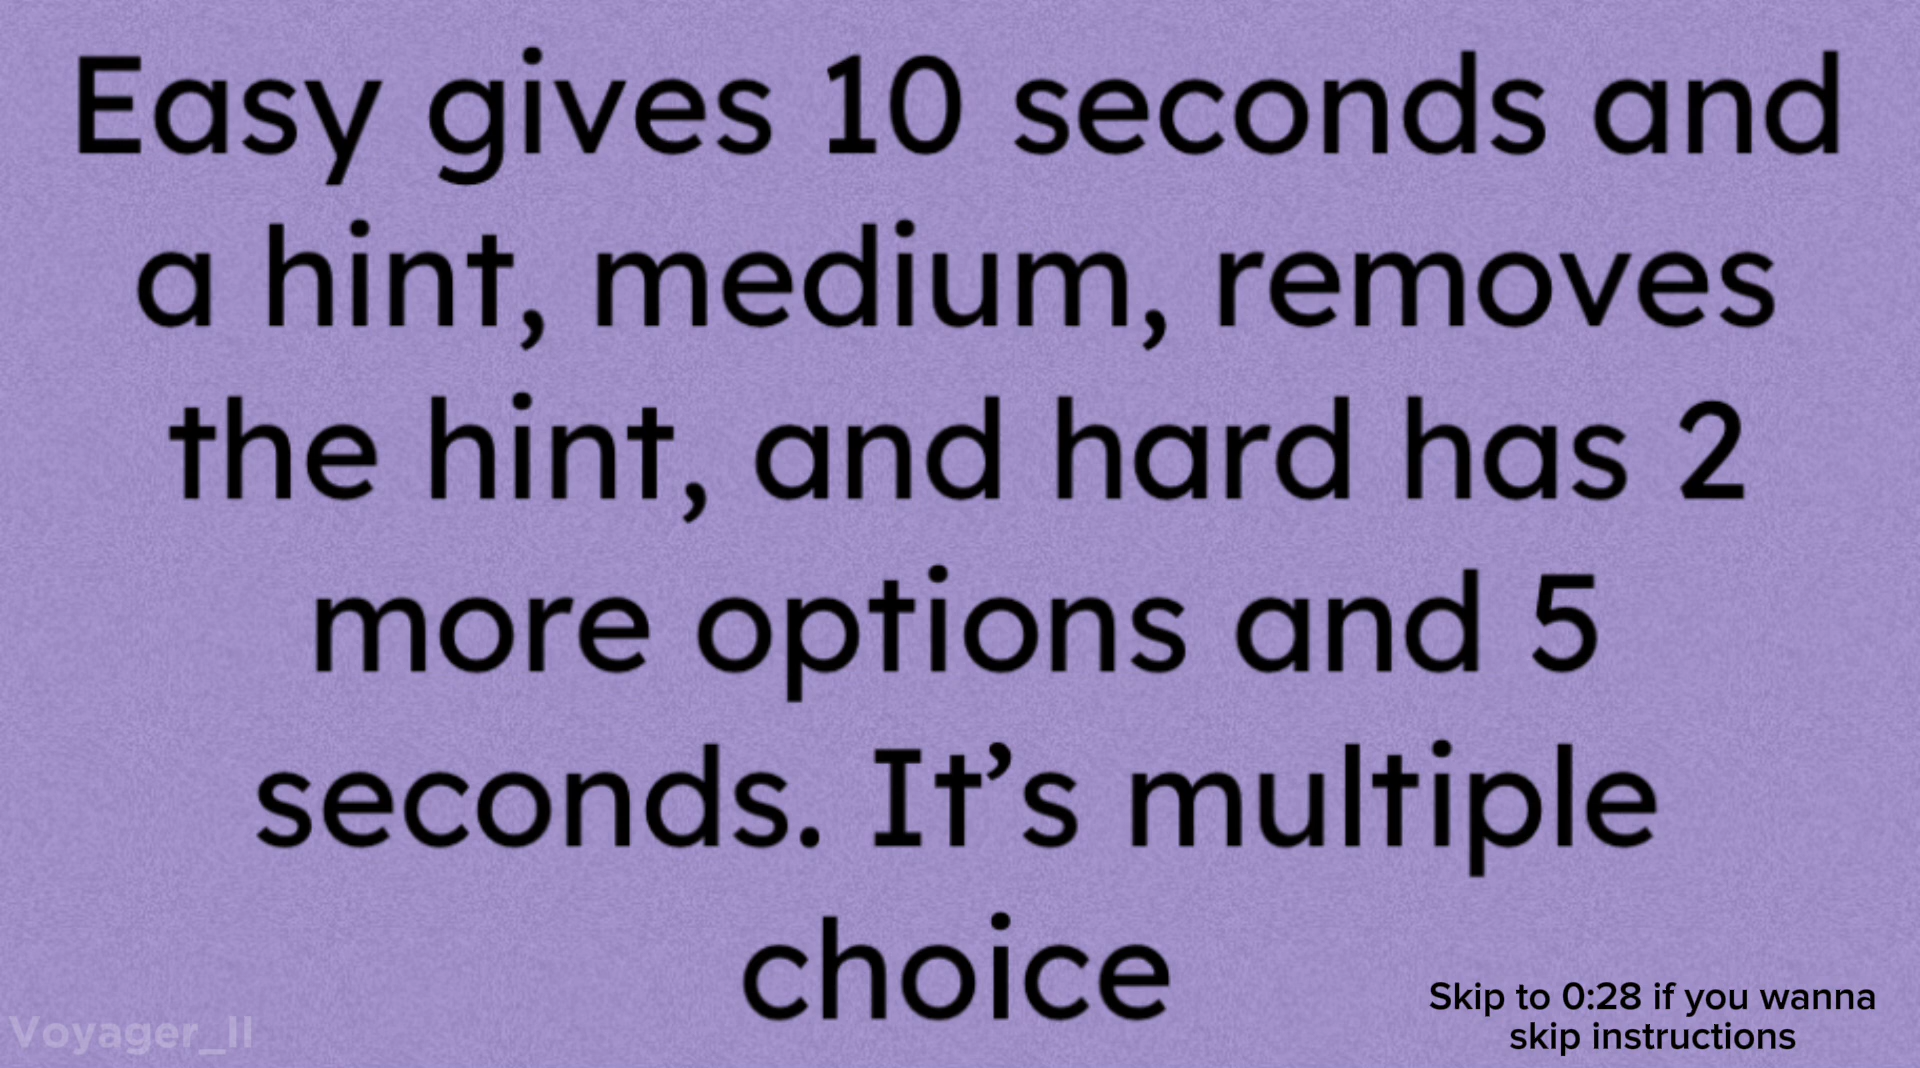 Easy gives 10 seconds and
a hint, medium, removes
the hint, and hard has 2
more options and 5
seconds. It’s multiple
choice
Skip to 0:28 if you wanna
skip instructions
Voyager_II